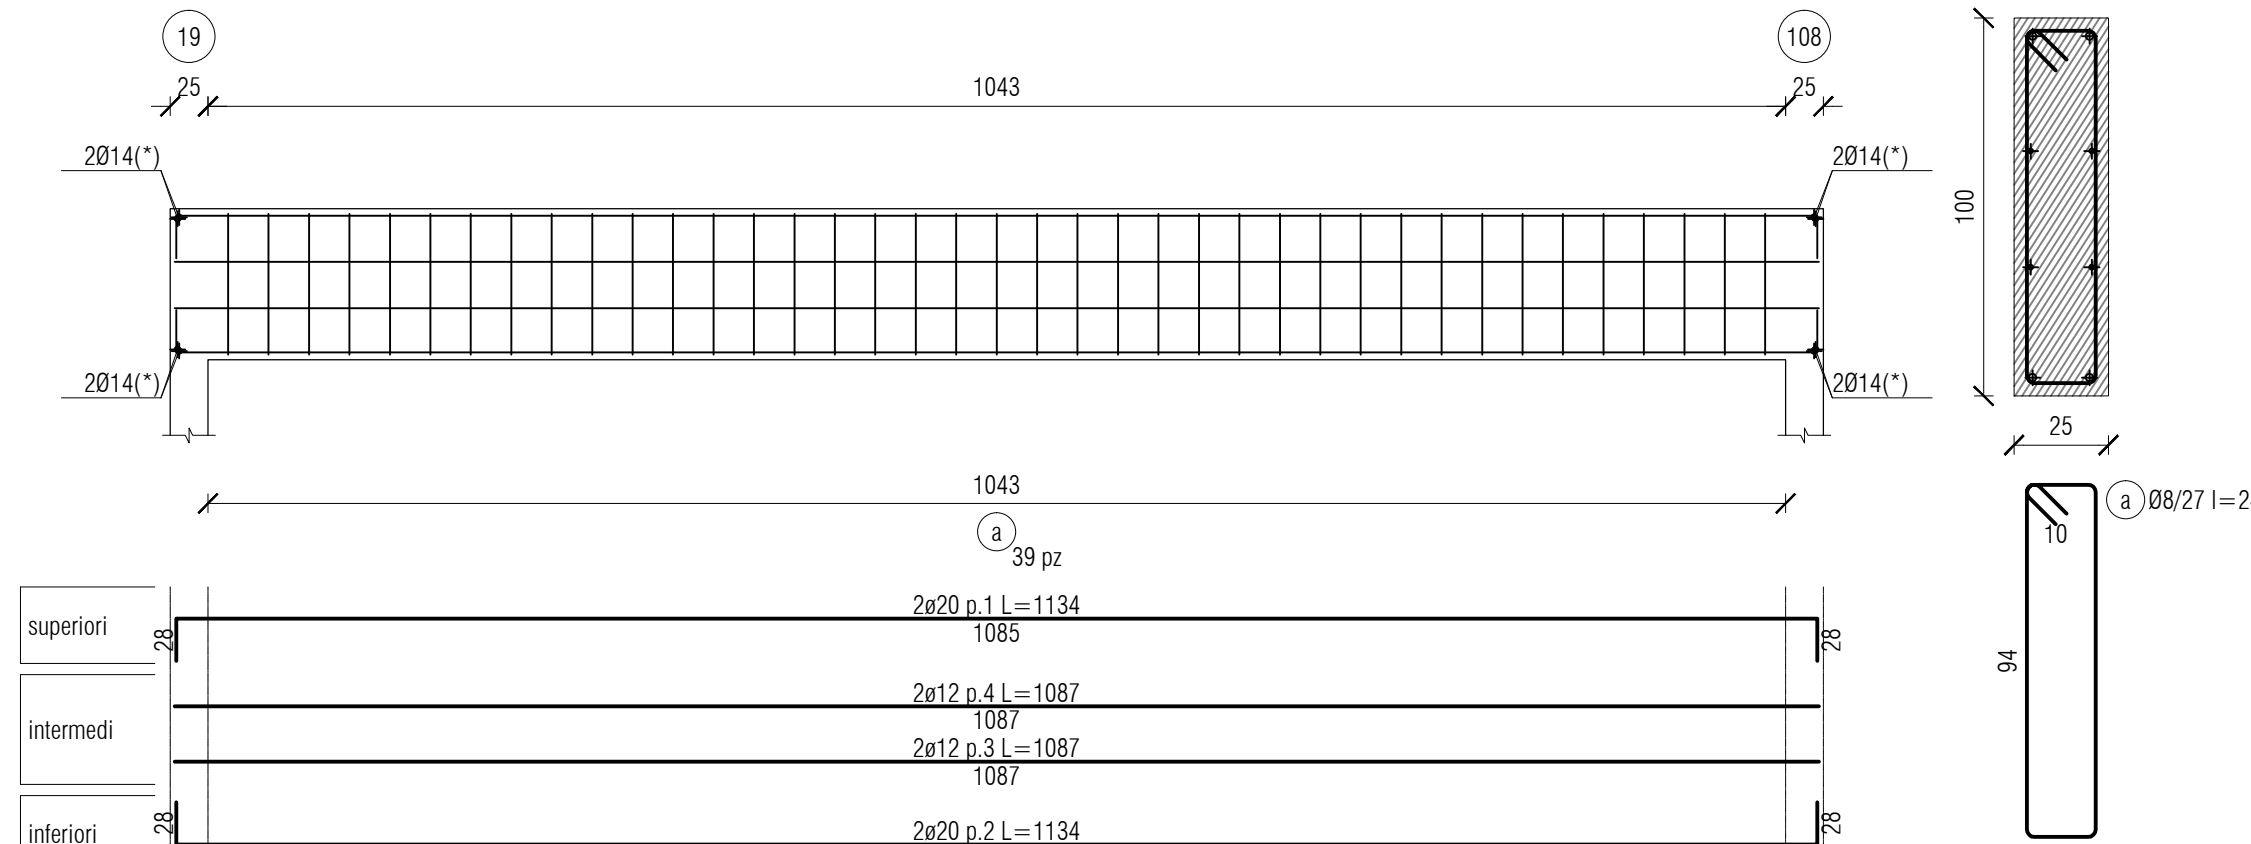 19
108
25
1043
25
2Ø14(*)
2Ø14(*)
100
2Ø14(*)
2Ø14(*)
25
1043
a
39 pz
a Ø8/27 l=2
10
94
superiori
28
2ø20 p.1 L=1134
1085
28
intermedi
2ø12 p.4 L=1087
1087
2ø12 p.3 L=1087
1087
inferiori
28
2ø20 p.2 L=1134
28